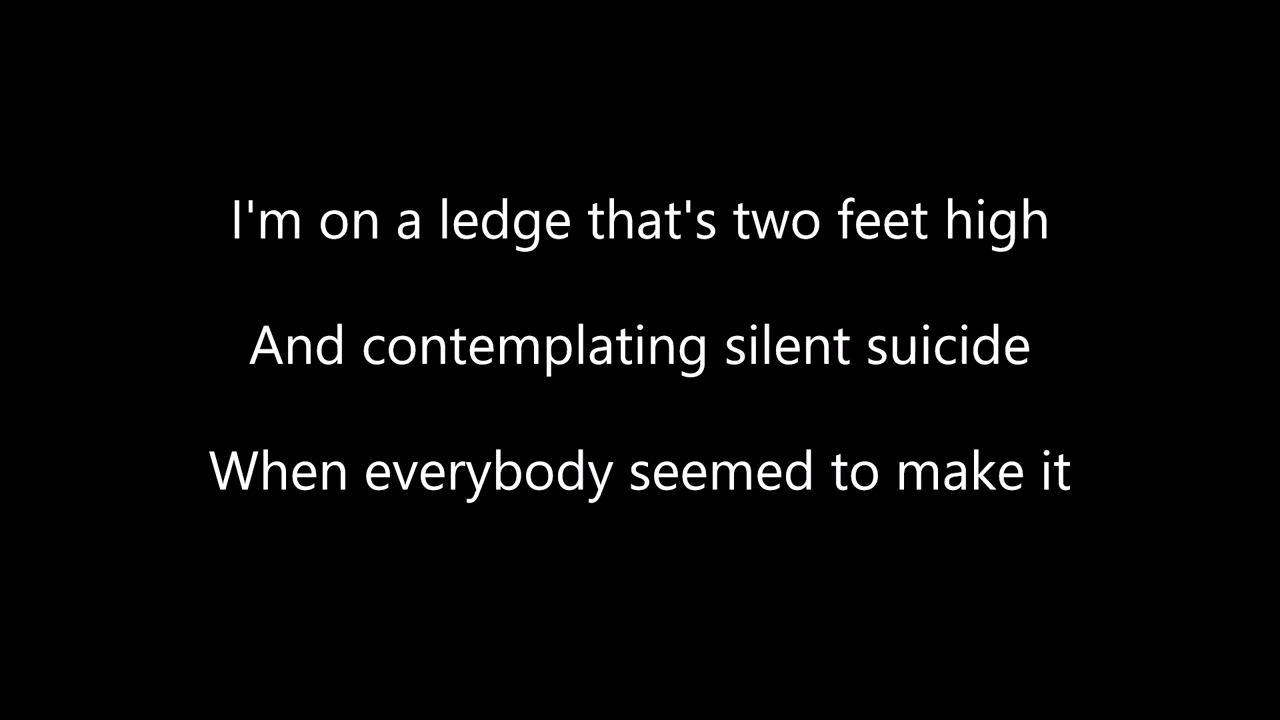 I'm on a ledge that's two feet high
And contemplating silent suicide
When everybody seemed to make it